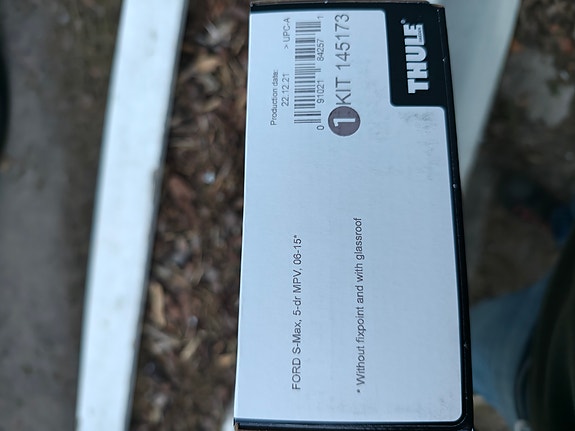 THULE
Production date:
22.12.21
> UPC-A
0 91021 84257 1
1 KIT 145173
FORD S-Max, 5-dr MPV, 06-15*
* Without fixpoint and with glassroof